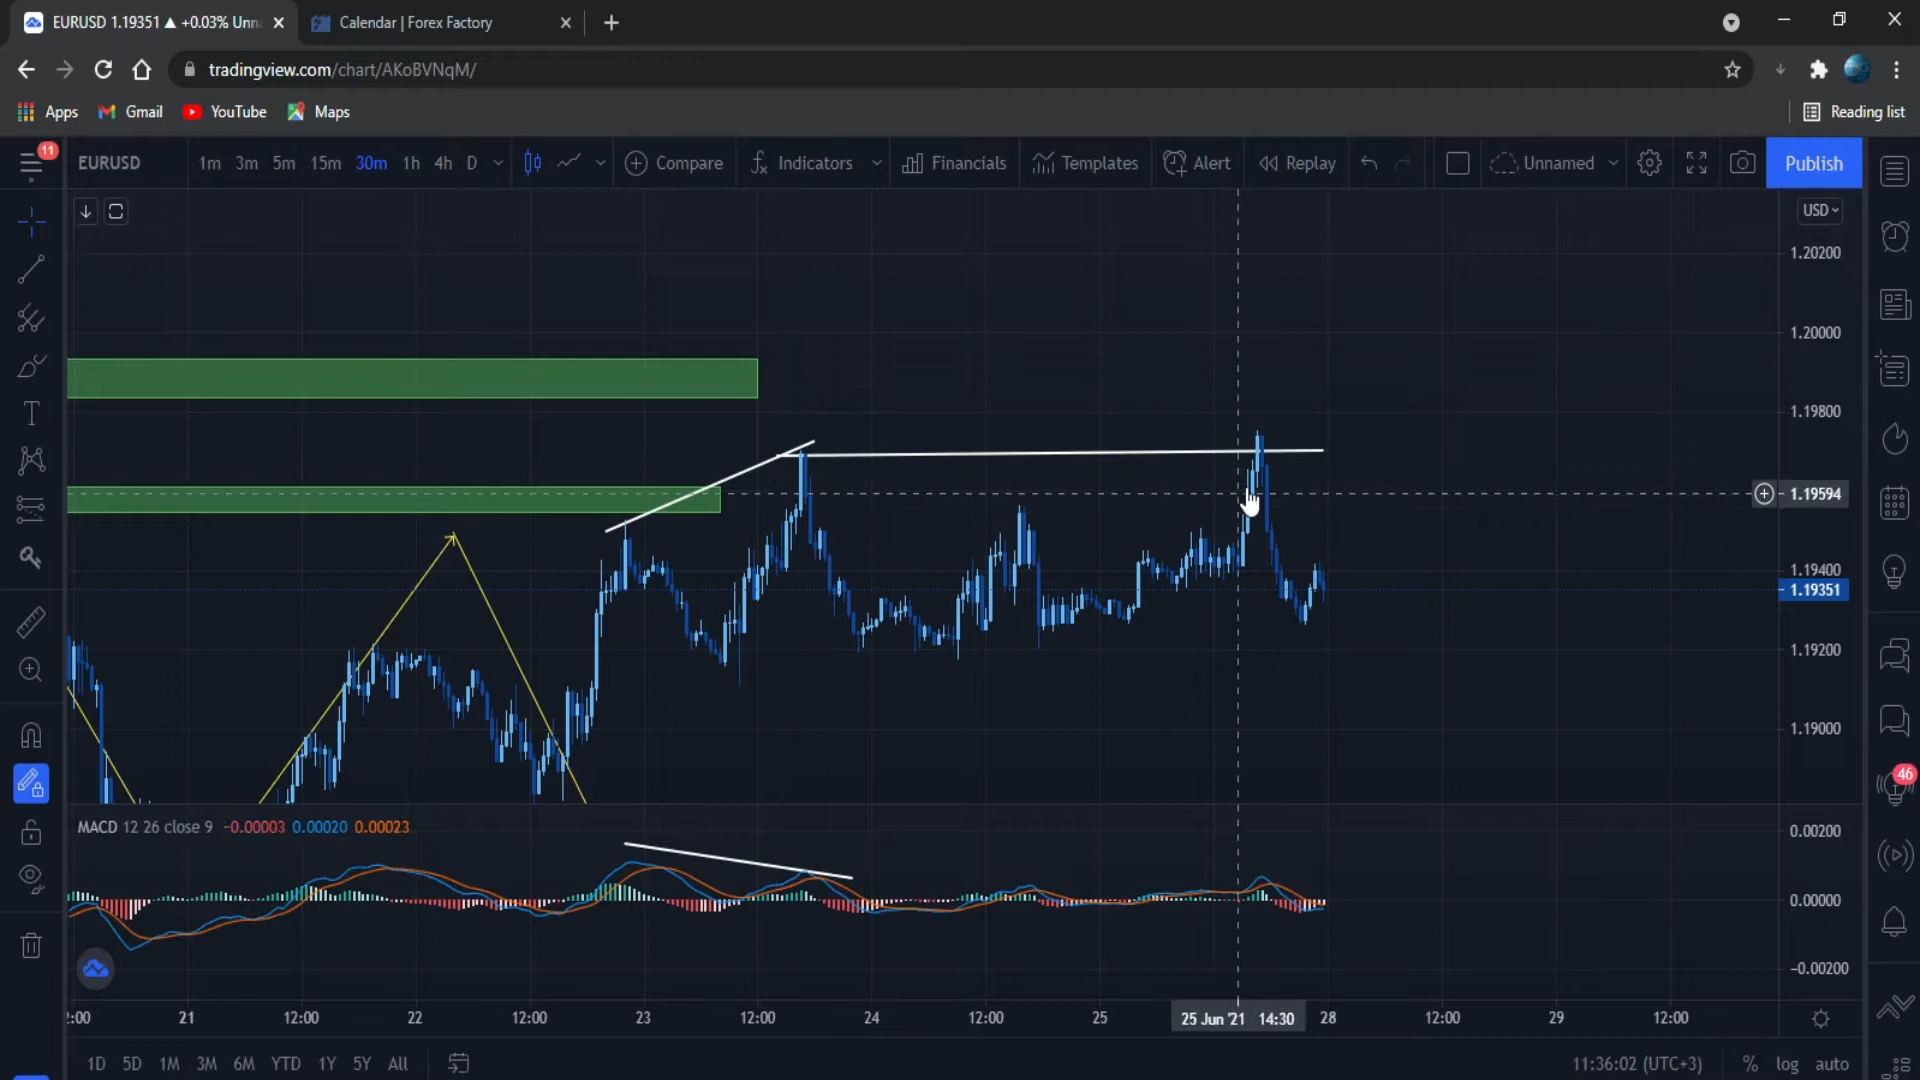 EURUSD 1.19351 ▲ +0.03% Unn
Calendar | Forex Factory
tradingview.com/chart/AKoBVNqM/
Apps
Gmail
YouTube
Maps
Reading list
11
EURUSD
1m 3m 5m 15m 30m 1h 4h D
Compare
Indicators
Financials
Templates
Alert
Replay
Unnamed
Publish
USD
1.20200
1.20000
1.19800
1.19594
1.19400
1.19351
1.19200
1.19000
46
MACD 12 26 close 9 -0.00003 0.00020 0.00023
0.00200
0.00000
-0.00200
:00 21 12:00 22 12:00 23 12:00 24 12:00 25 25 Jun '21 14:30 28 12:00 29 12:00
1D 5D 1M 3M 6M YTD 1Y 5Y All
11:36:02 (UTC+3) % log auto